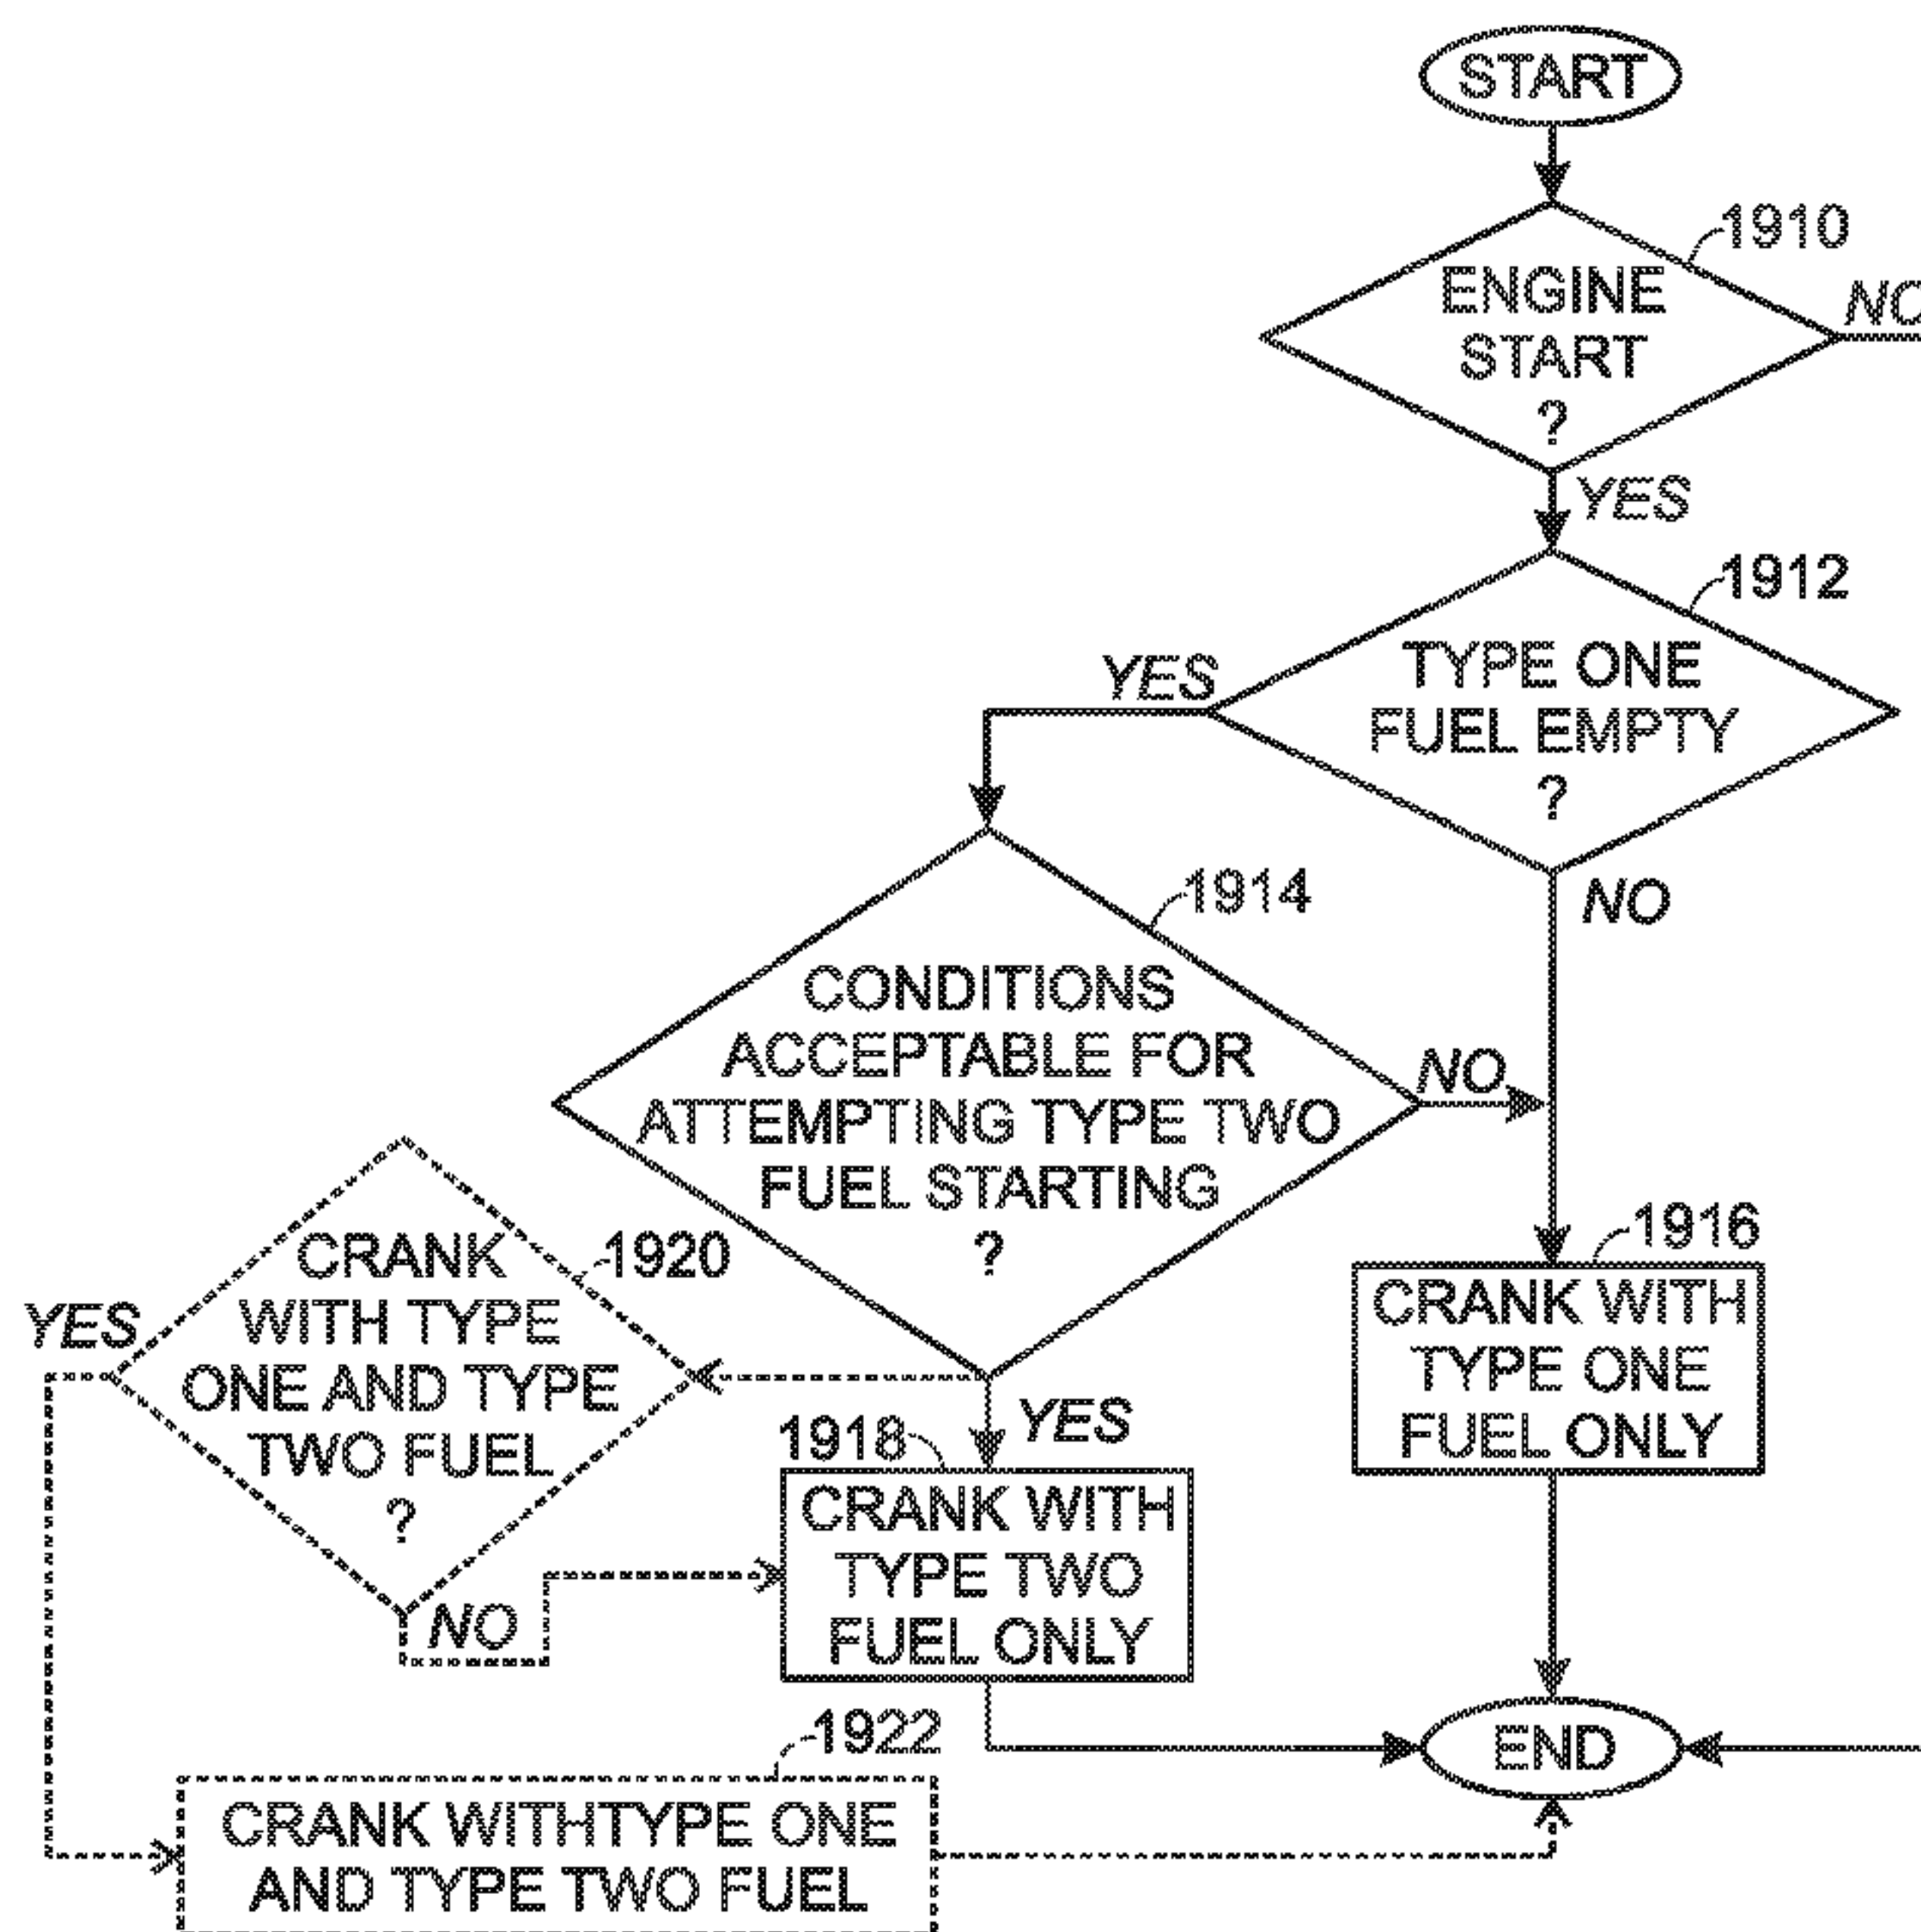 START
1910
ENGINE
START
?
NO
YES
1912
TYPE ONE
FUEL EMPTY
?
YES
NO
1914
CONDITIONS
ACCEPTABLE FOR
ATTEMPTING TYPE TWO
FUEL STARTING
?
NO
YES
1916
CRANK WITH
TYPE ONE
FUEL ONLY
1920
CRANK
WITH TYPE
ONE AND TYPE
TWO FUEL
?
YES
NO
1918
CRANK WITH
TYPE TWO
FUEL ONLY
1922
CRANK WITHTYPE ONE
AND TYPE TWO FUEL
END